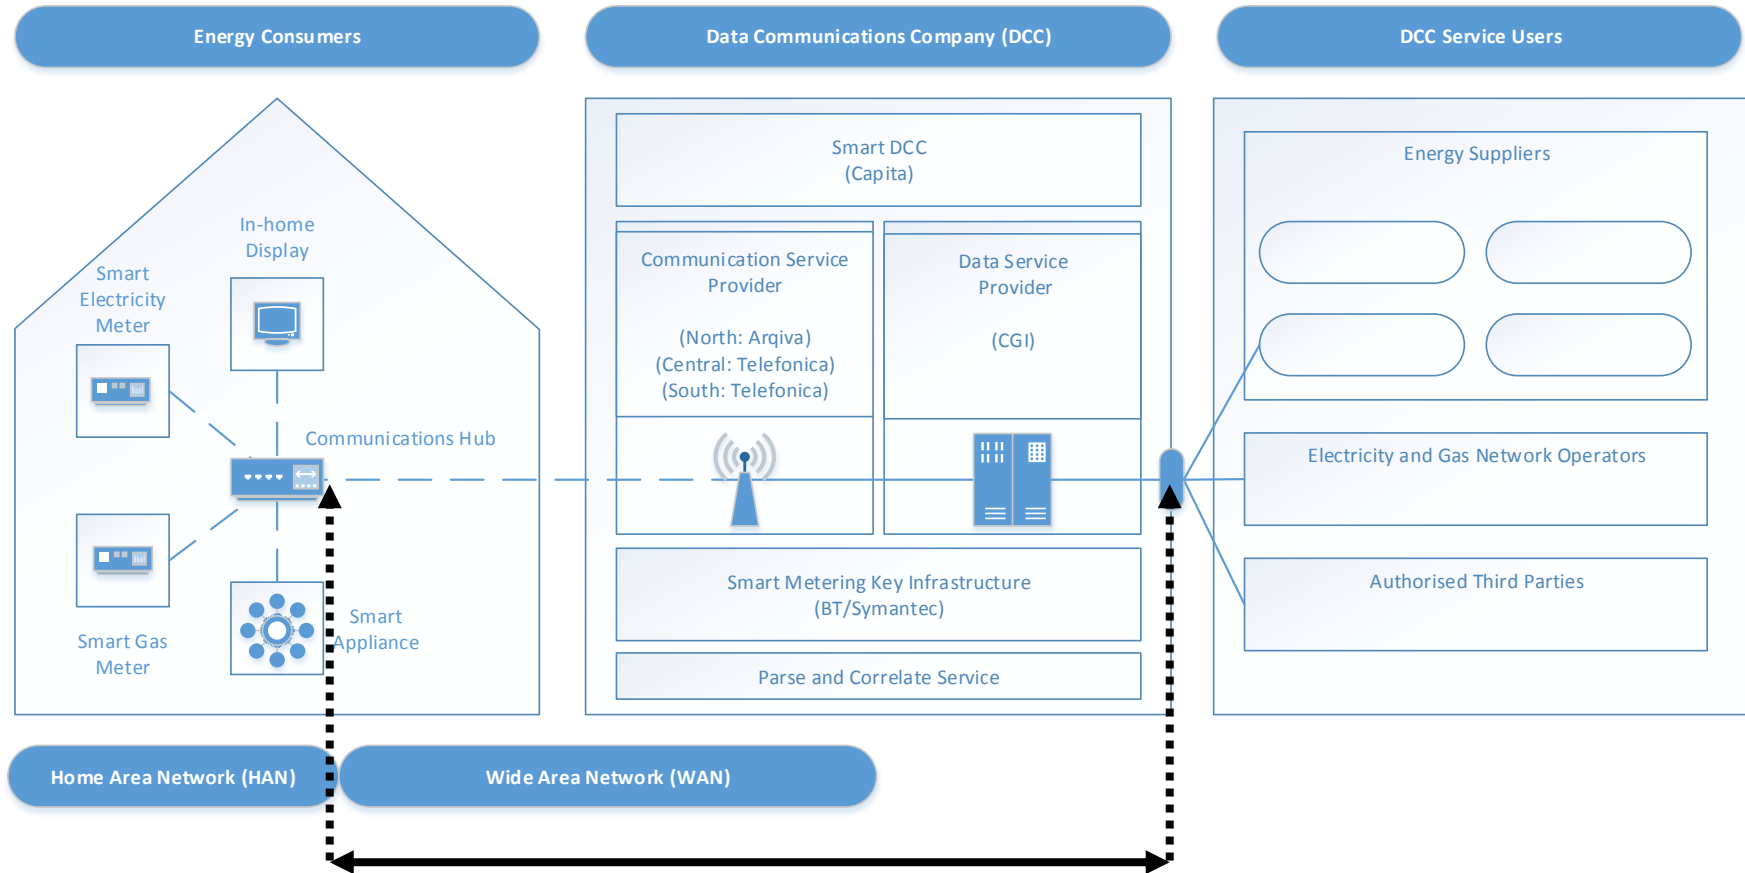 Energy Consumers
Data Communications Company (DCC)
DCC Service Users
Smart DCC
(Capita)
Energy Suppliers
In-home
Display
Smart
Electricity
Meter
Communication Service
Provider
(North: Arqiva)
(Central: Telefonica)
(South: Telefonica)
Data Service
Provider
(CGI)
Communications Hub
Electricity and Gas Network Operators
Smart Metering Key Infrastructure
(BT/Symantec)
Authorised Third Parties
Smart Gas
Meter
Smart
Appliance
Parse and Correlate Service
Home Area Network (HAN)
Wide Area Network (WAN)